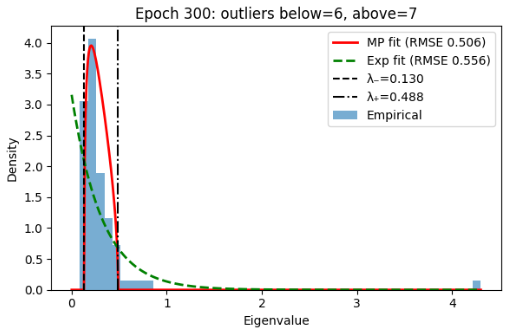 Epoch 300: outliers below=6, above=7
MP fit (RMSE 0.506)
Exp fit (RMSE 0.556)
λ₋=0.130
λ₊=0.488
Empirical
4.0
3.5
3.0
2.5
2.0
1.5
1.0
0.5
0.0
Density
0 1 2 3 4
Eigenvalue